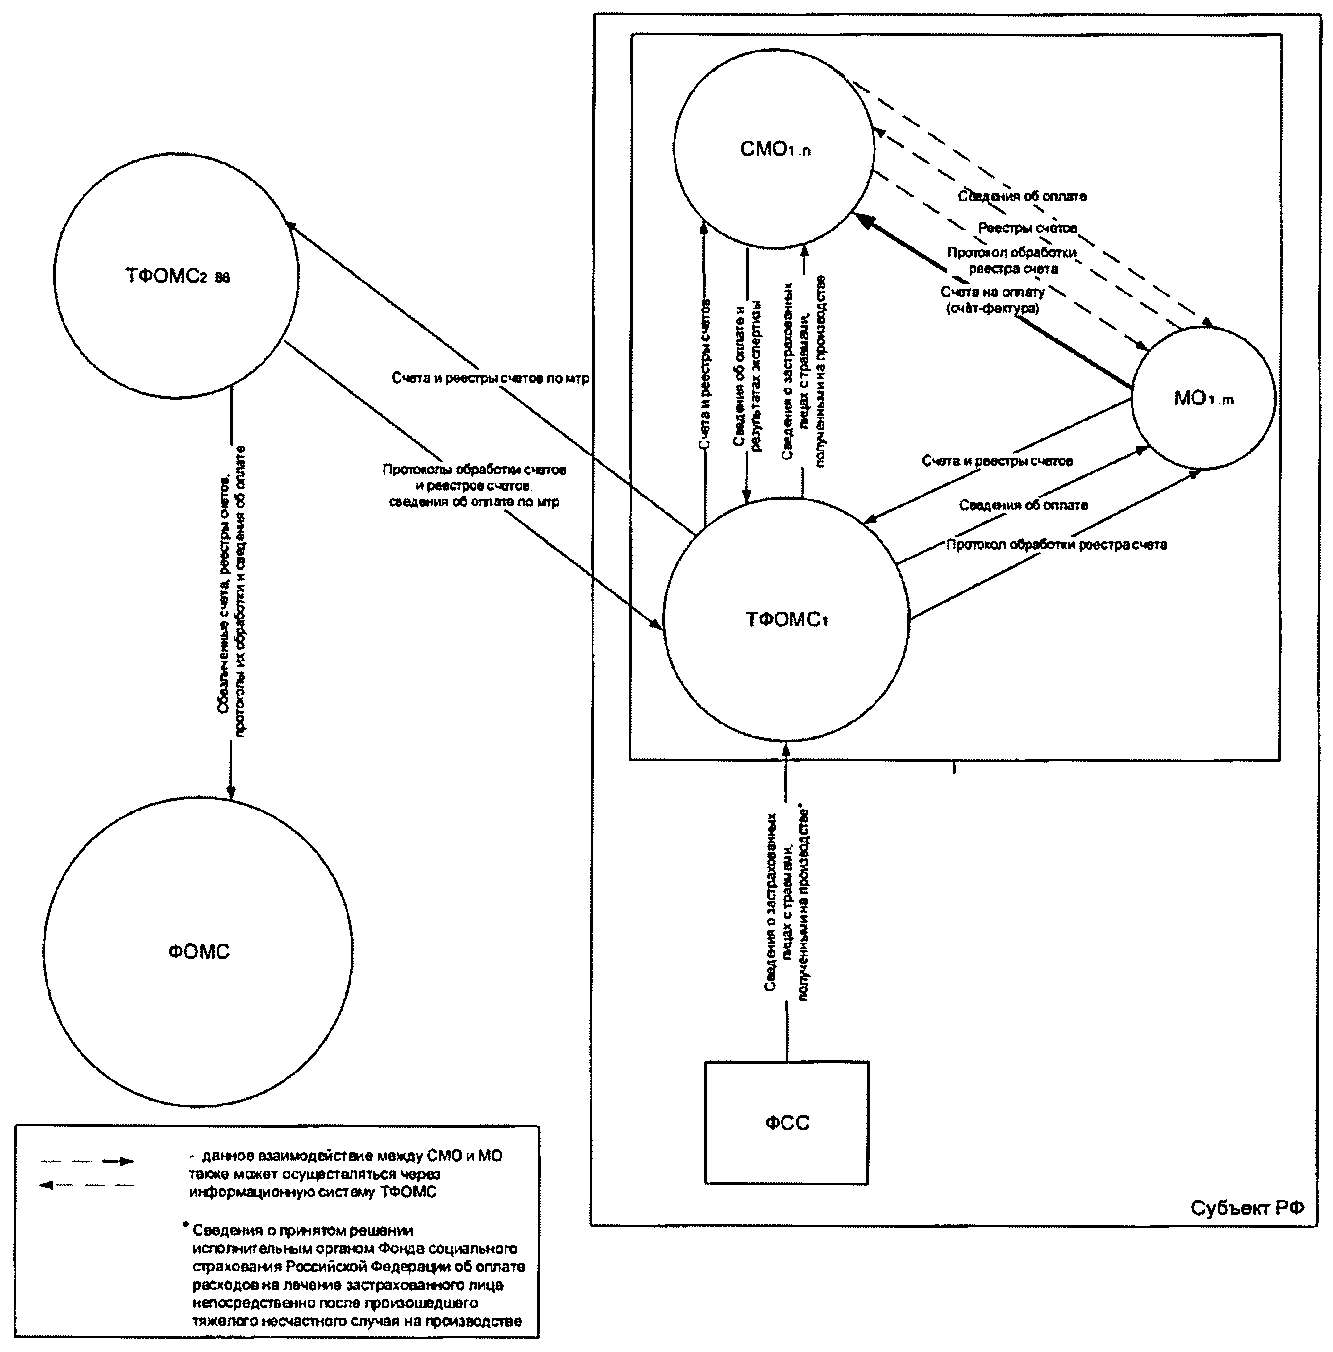 СМО1..n
ТФОМС2..86
Сведения об оплате
Реестры счетов
Протокол обработки
реестра счета
Счета на оплату
(счёт-фактура)
МО1..m
Счета и реестры счетов по мтр
Протоколы обработки счетов
и реестров счетов,
сведения об оплате по мтр
Счета и реестры счетов
Сведения об оплате и
результатах экспертизы
Сведения о застрахованных
лицах с травмами,
полученными на производстве
Счета и реестры счетов
Сведения об оплате
Протокол обработки реестра счета
ТФОМС1
Обезличенные счета, реестры счетов,
протоколы их обработки и сведения об оплате
Сведения о застрахованных
лицах с травмами,
полученными на производстве*
ФОМС
ФСС
Субъект РФ
- данное взаимодействие между СМО и МО
также может осуществляться через
информационную систему ТФОМС
* Сведения о принятом решении
исполнительным органом Фонда социального
страхования Российской Федерации об оплате
расходов на лечение застрахованного лица
непосредственно после произошедшего
тяжелого несчастного случая на производстве